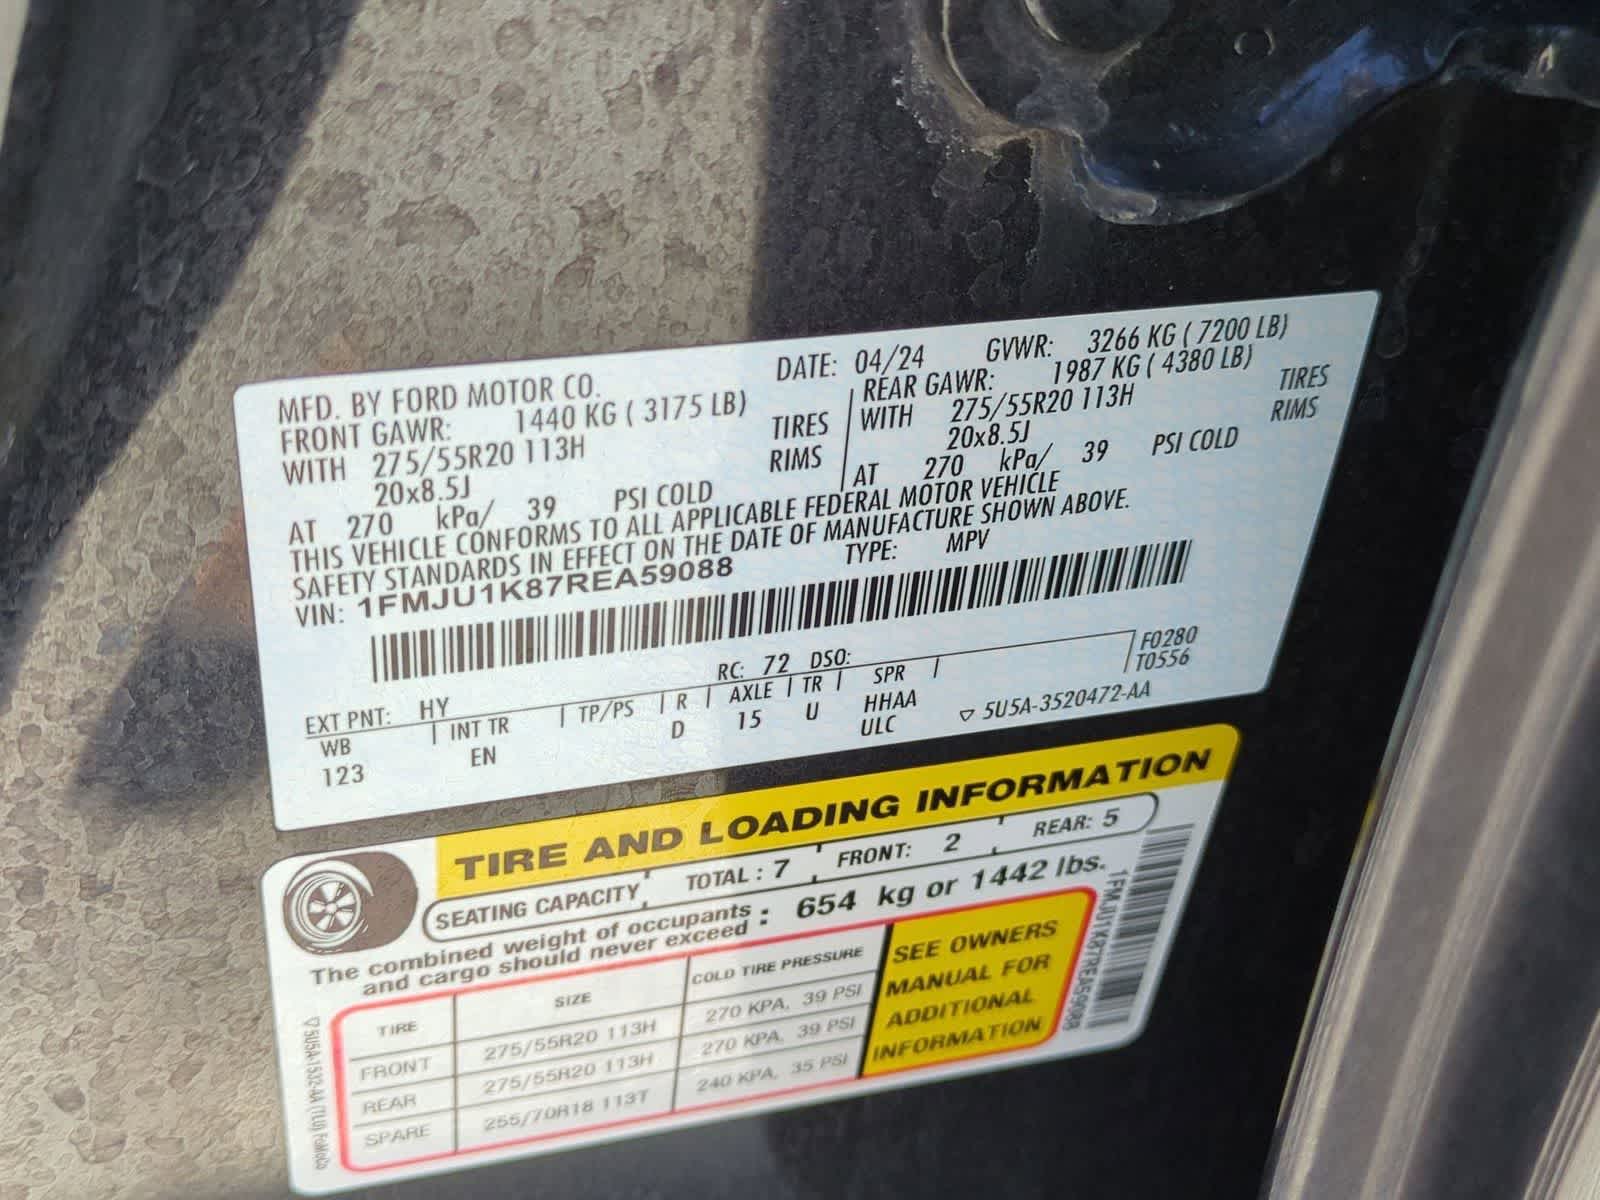 MFD. BY FORD MOTOR CO.
DATE: 04/24 GVWR: 3266 KG ( 7200 LB)
FRONT GAWR: 1440 KG ( 3175 LB)
WITH 275/55R20 113H TIRES
20x8.5J RIMS
AT 270 kPa/ 39 PSI COLD
REAR GAWR: 1987 KG ( 4380 LB)
WITH 275/55R20 113H TIRES
20x8.5J RIMS
AT 270 kPa/ 39 PSI COLD
THIS VEHICLE CONFORMS TO ALL APPLICABLE FEDERAL MOTOR VEHICLE
SAFETY STANDARDS IN EFFECT ON THE DATE OF MANUFACTURE SHOWN ABOVE.
VIN: 1FMJU1K87REA59088 TYPE: MPV
EXT PNT: HY RC: 72 DSO: F0280
WB INT TR TP/PS R AXLE TR SPR T0556
123 EN D 15 U HHAA
ULC 5U5A-3520472-AA
TIRE AND LOADING INFORMATION
SEATING CAPACITY TOTAL : 7 FRONT: 2 REAR: 5
The combined weight of occupants
and cargo should never exceed : 654 kg or 1442 lbs.
TIRE SIZE COLD TIRE PRESSURE
FRONT 275/55R20 113H 270 KPA, 39 PSI
REAR 275/55R20 113H 270 KPA, 39 PSI
SPARE 255/70R18 113T 240 KPA, 35 PSI
SEE OWNERS
MANUAL FOR
ADDITIONAL
INFORMATION
1FMJU1K87REA59088
5U5A-1532-AA (TLU) FoMoCo